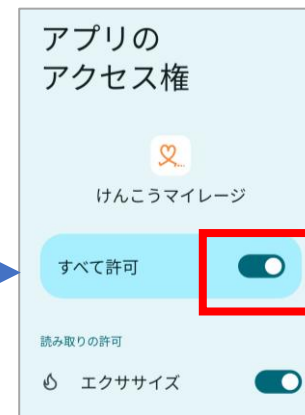 アプリの
アクセス権
けんこうマイレージ
すべて許可
読み取りの許可
エクササイズ